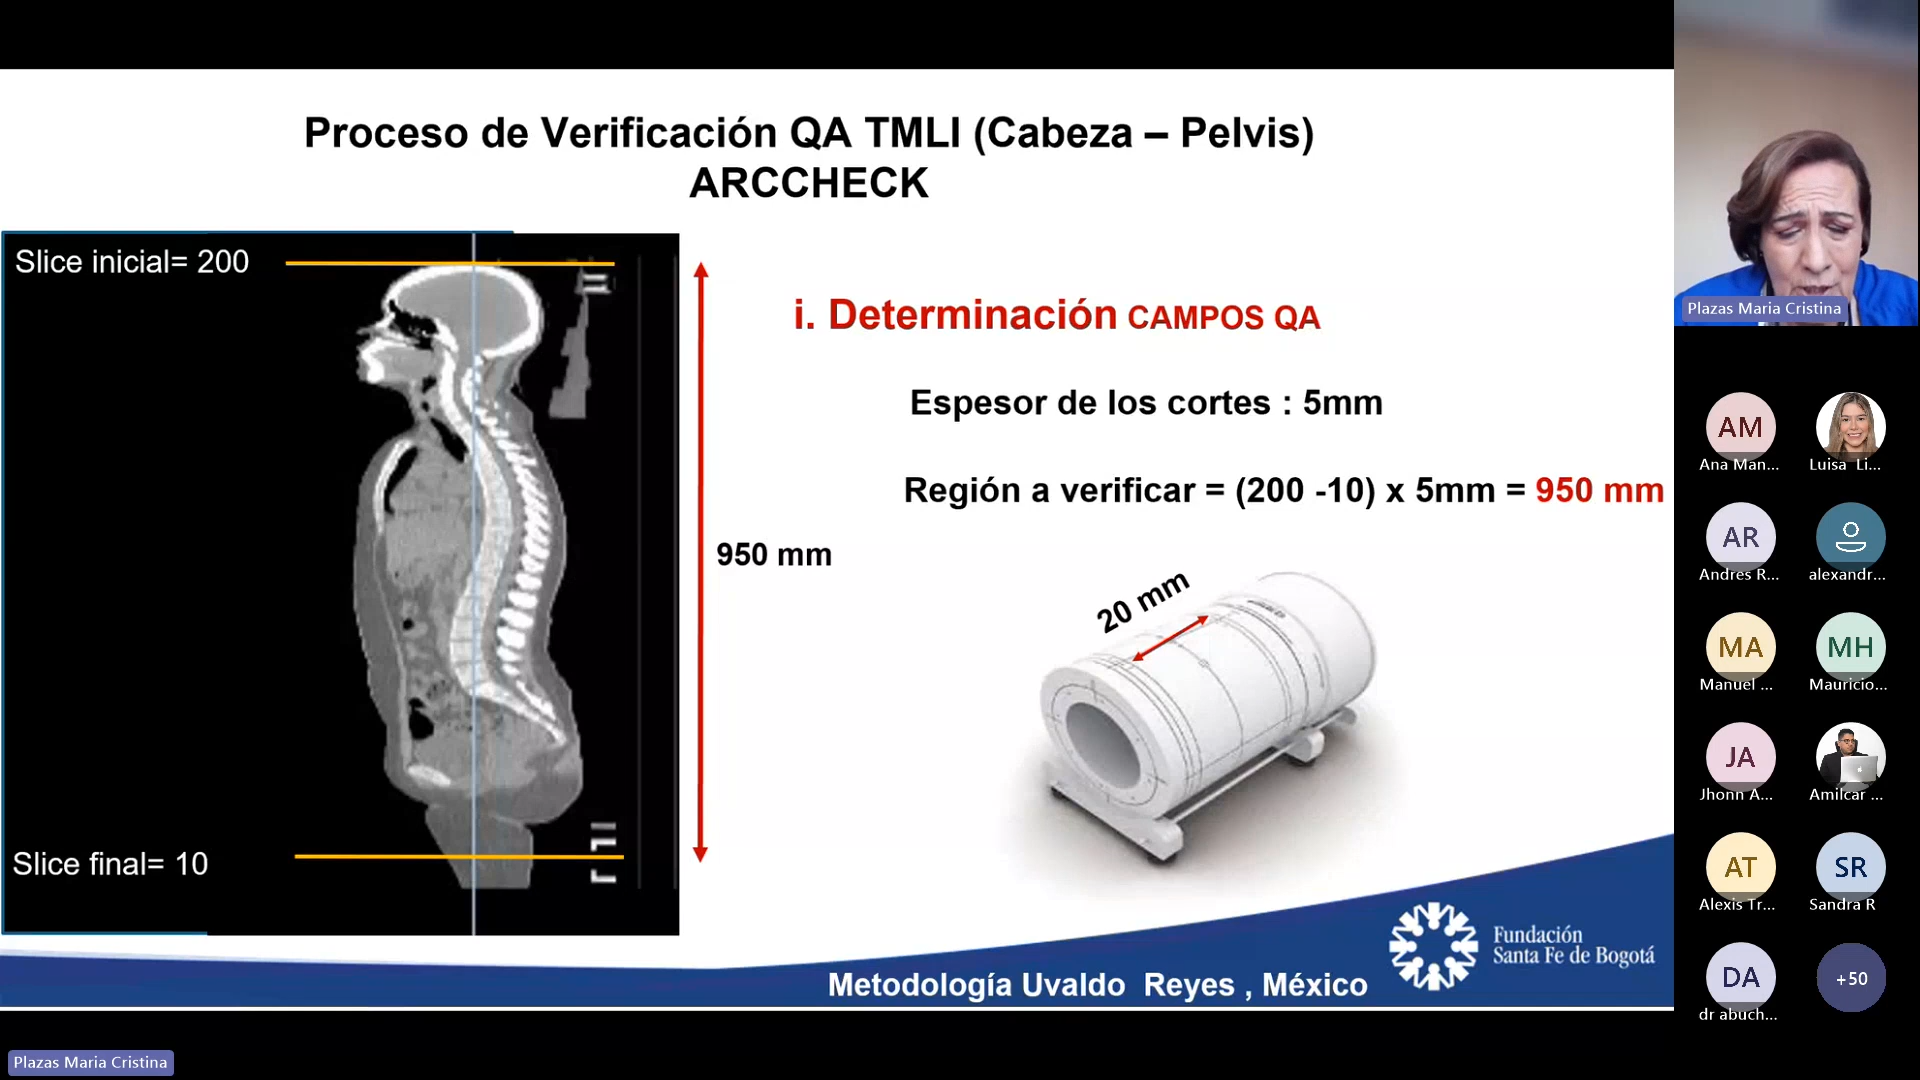 Proceso de Verificación QA TMLI (Cabeza – Pelvis)
ARCCHECK
Slice inicial= 200
i. Determinación CAMPOS QA
Espesor de los cortes : 5mm
Región a verificar = (200 -10) x 5mm = 950 mm
950 mm
20 mm
Slice final= 10
Fundación
Santa Fe de Bogotá
Metodología Uvaldo Reyes , México
Plazas Maria Cristina
Plazas Maria Cristina
AM
Ana Man...
Luisa Li...
AR
Andres R...
alexandr...
MA
Manuel ...
MH
Mauricio...
JA
Jhonn A...
Amilcar ...
AT
Alexis Tr...
SR
Sandra R
DA
dr abuch...
+50